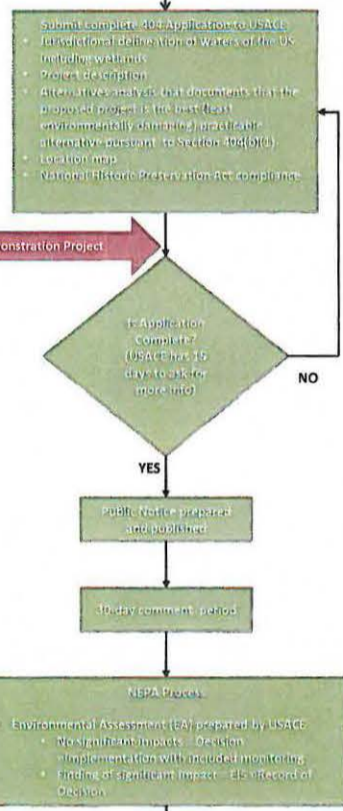 Submit complete 404 Application to USACE
• Jurisdictional delineation of waters of the US
including wetlands
• Project description
• Alternatives analysis that documents that the
proposed project is the best (least
environmentally damaging) practicable
alternative pursuant to Section 404(b)(1)
• Location map
• National Historic Preservation Act compliance
onstration Project
Is Application
Complete?
(USACE has 15
days to ask for
more info)
NO
YES
Public Notice prepared
and published
30-day comment period
NEPA Process
Environmental Assessment (EA) prepared by USACE
• No significant impacts Decision
Implementation with included monitoring
• Finding of significant impact EIS Record of
Decision